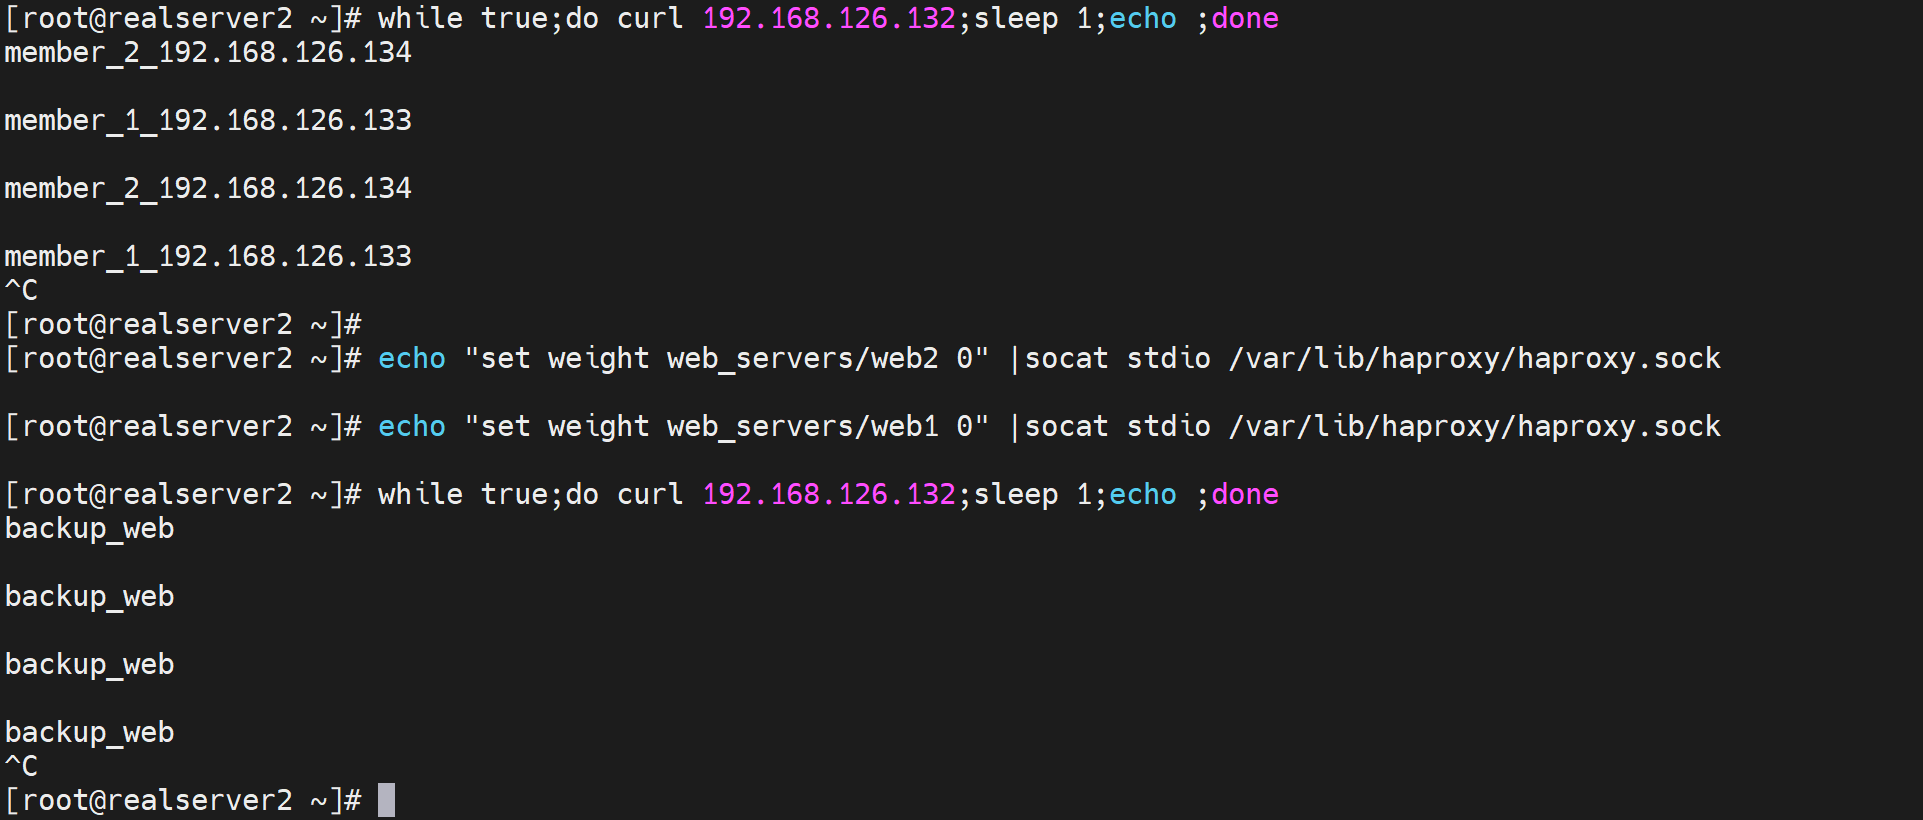 [root@realserver2 ~]# while true;do curl 192.168.126.132;sleep 1;echo ;done
member_2_192.168.126.134
member_1_192.168.126.133
member_2_192.168.126.134
member_1_192.168.126.133
^C
[root@realserver2 ~]#
[root@realserver2 ~]# echo "set weight web_servers/web2 0" |socat stdio /var/lib/haproxy/haproxy.sock
[root@realserver2 ~]# echo "set weight web_servers/web1 0" |socat stdio /var/lib/haproxy/haproxy.sock
[root@realserver2 ~]# while true;do curl 192.168.126.132;sleep 1;echo ;done
backup_web
backup_web
backup_web
backup_web
^C
[root@realserver2 ~]#